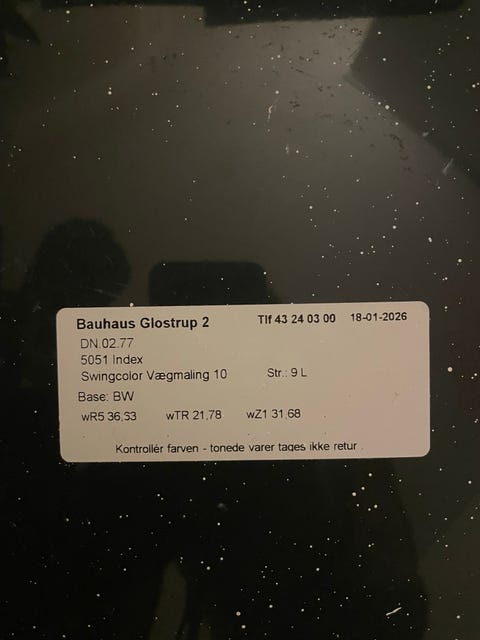 Bauhaus Glostrup 2 Tlf 43 24 03 00 18-01-2026
DN.02.77
5051 Index
Swingcolor Vægmaling 10 Str.: 9 L
Base: BW
wR5 36,33 wTR 21,78 wZ1 31,68
Kontrollér farven - tonede varer tages ikke retur